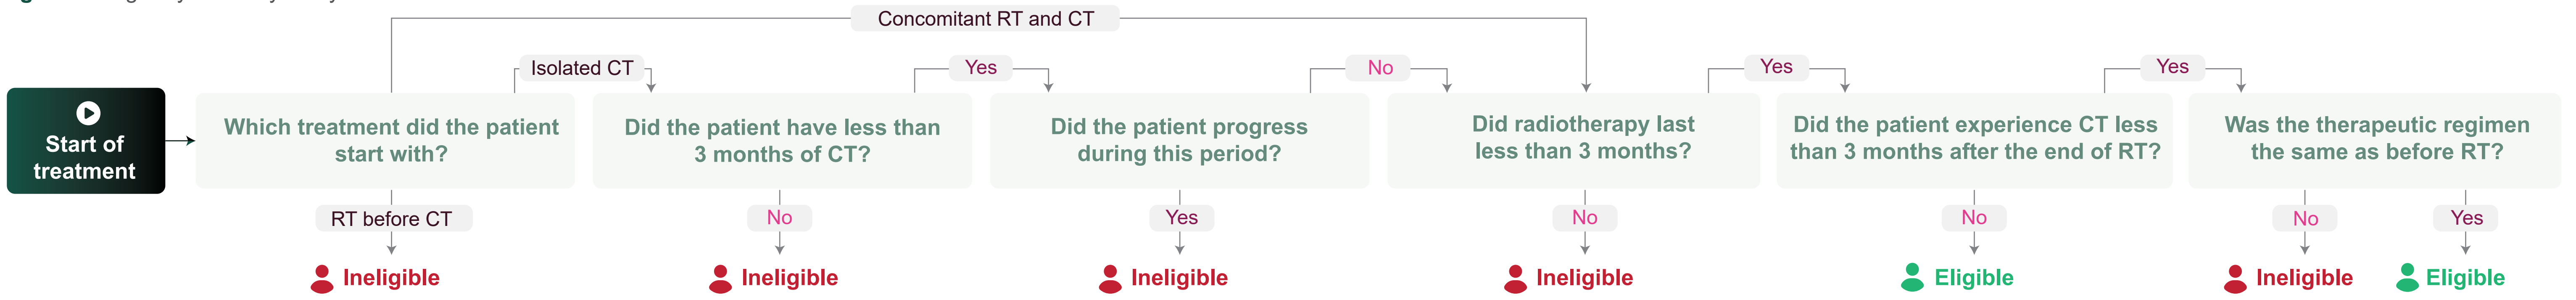 Concomitant RT and CT
Isolated CT
Yes
No
Yes
Yes
Start of
treatment
Which treatment did the patient
start with?
Did the patient have less than
3 months of CT?
Did the patient progress
during this period?
Did radiotherapy last
less than 3 months?
Did the patient experience CT less
than 3 months after the end of RT?
Was the therapeutic regimen
the same as before RT?
RT before CT
No
Yes
No
No
No
Yes
Ineligible
Ineligible
Ineligible
Ineligible
Eligible
Ineligible
Eligible